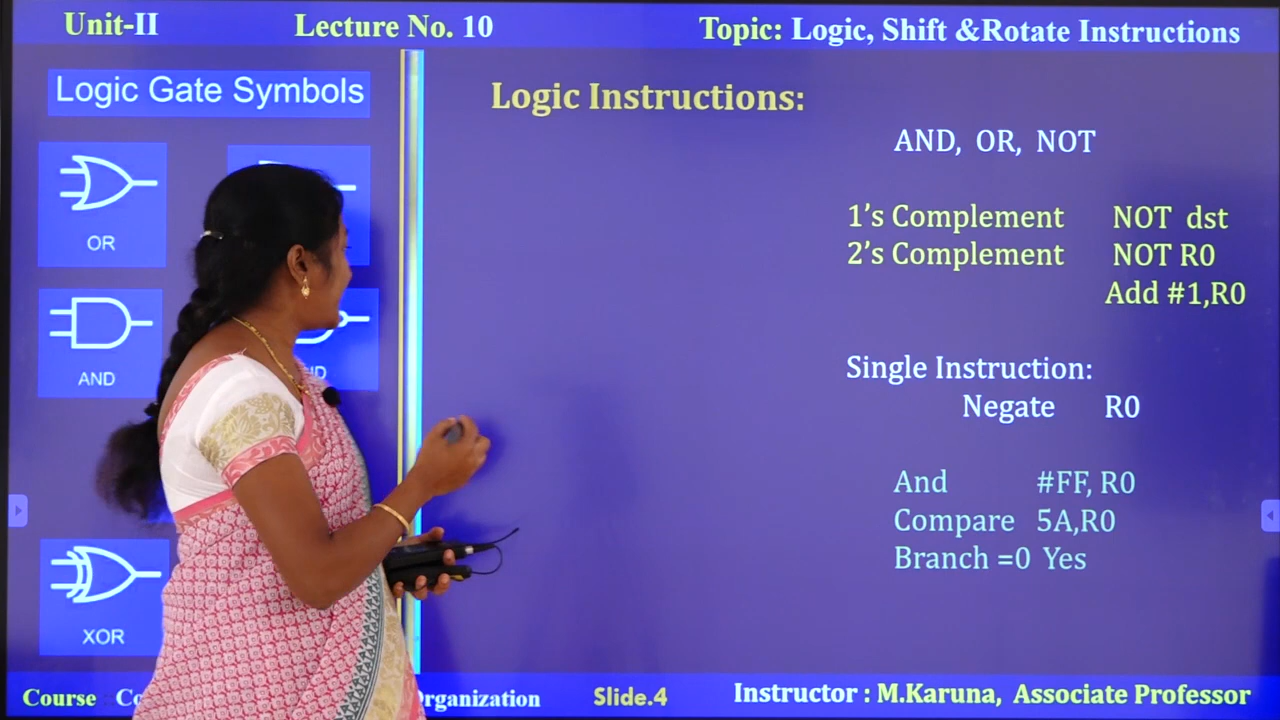 Unit-II Lecture No. 10 Topic: Logic, Shift &Rotate Instructions
Logic Gate Symbols
OR
AND
XOR
Logic Instructions:
AND, OR, NOT
1’s Complement NOT dst
2’s Complement NOT R0
Add #1,R0
Single Instruction:
Negate R0
And #FF, R0
Compare 5A,R0
Branch =0 Yes
Course Slide.4 Instructor : M.Karuna, Associate Professor